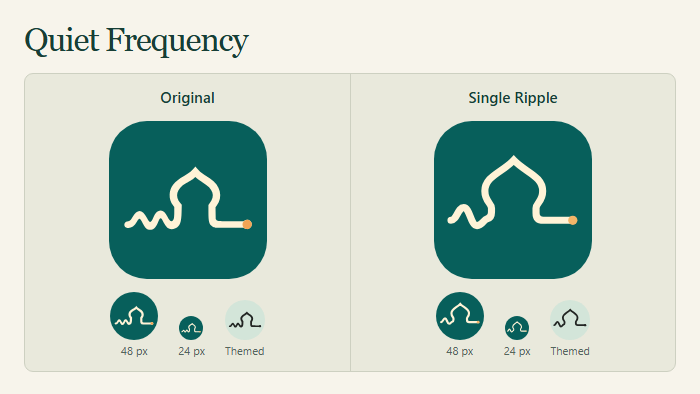 Quiet Frequency
Original
48 px
24 px
Themed
Single Ripple
48 px
24 px
Themed